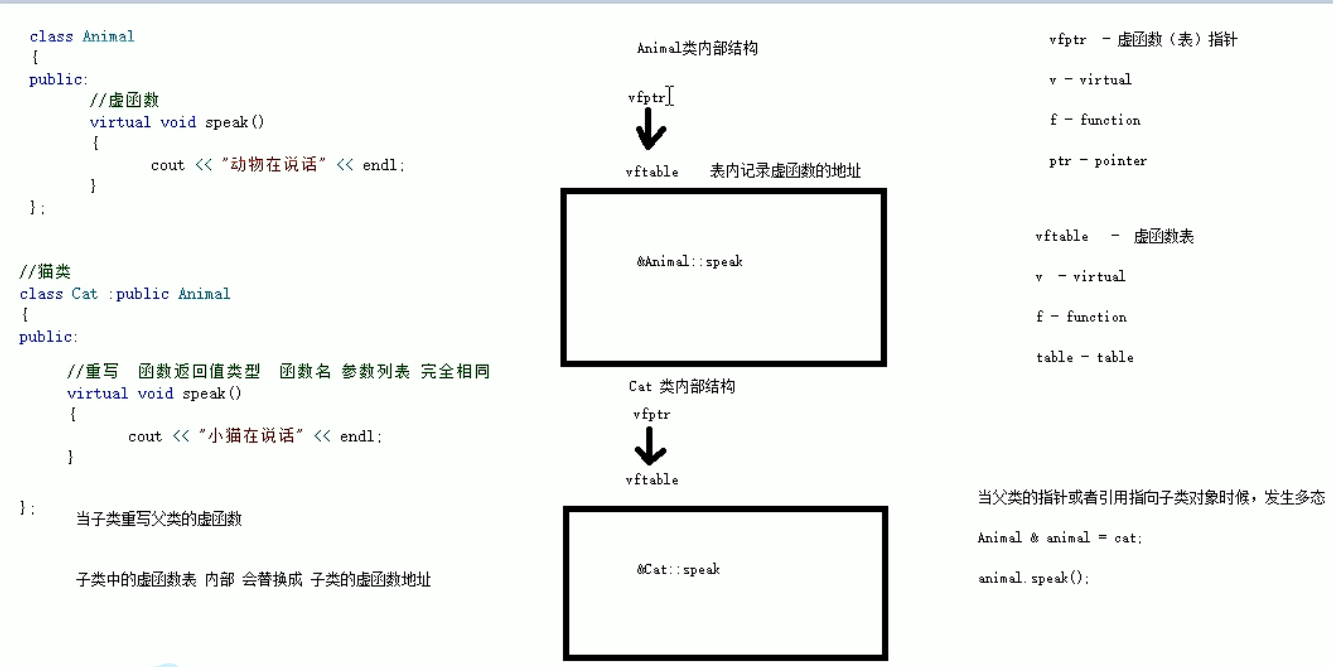 class Animal
{
public:
//虚函数
virtual void speak()
{
cout << "动物在说话" << endl;
}
};
//猫类
class Cat :public Animal
{
public:
//重写 函数返回值类型 函数名 参数列表 完全相同
virtual void speak()
{
cout << "小猫在说话" << endl;
}
};
当子类重写父类的虚函数
子类中的虚函数表 内部 会替换成 子类的虚函数地址
Animal类内部结构
vfptr
vftable 表内记录虚函数的地址
&Animal::speak
Cat 类内部结构
vfptr
vftable
&Cat::speak
vfptr - 虚函数（表）指针
v - virtual
f - function
ptr - pointer
vftable - 虚函数表
v - virtual
f - function
table - table
当父类的指针或者引用指向子类对象时候，发生多态
Animal & animal = cat;
animal.speak();